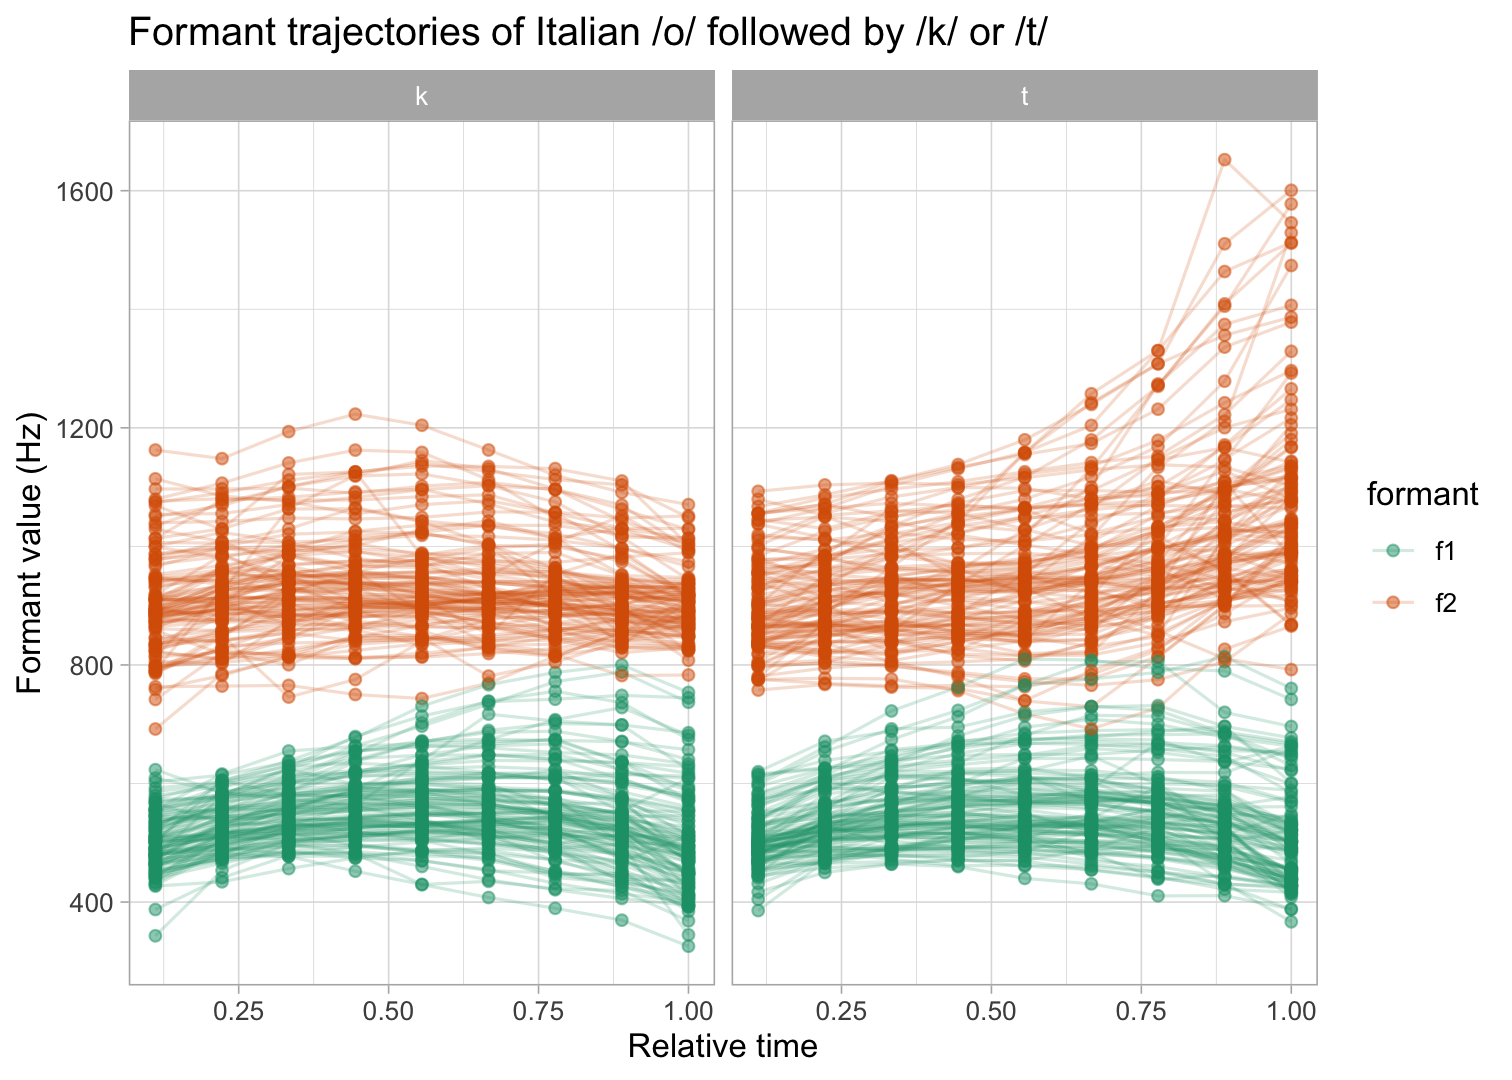 Formant trajectories of Italian /o/ followed by /k/ or /t/
k
t
1600
1200
800
400
Formant value (Hz)
0.25
0.50
0.75
1.00
0.25
0.50
0.75
1.00
Relative time
formant
f1
f2